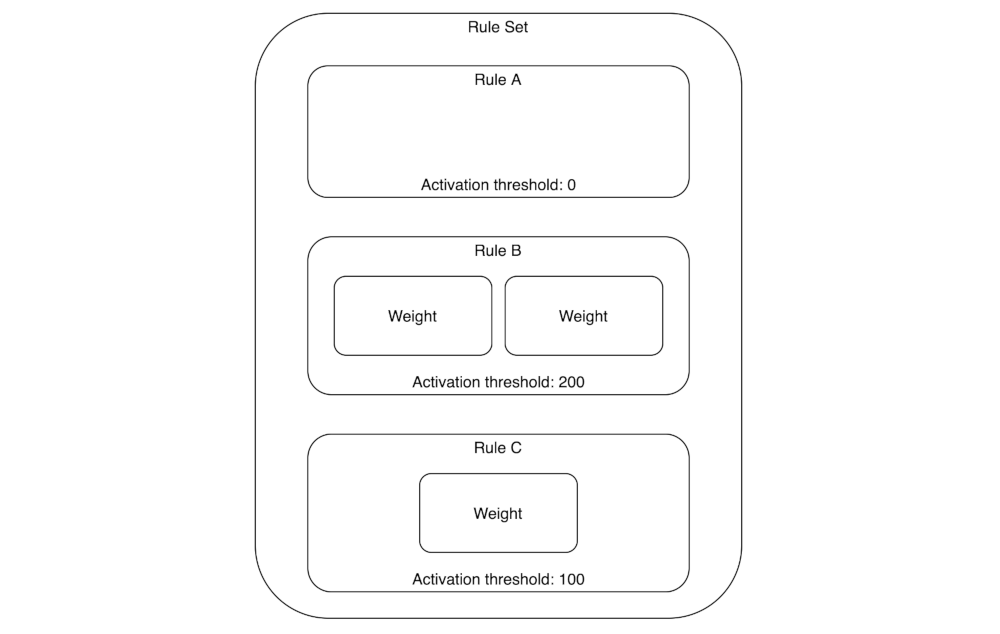 Rule Set
Rule A
Activation threshold: 0
Rule B
Weight
Weight
Activation threshold: 200
Rule C
Weight
Activation threshold: 100